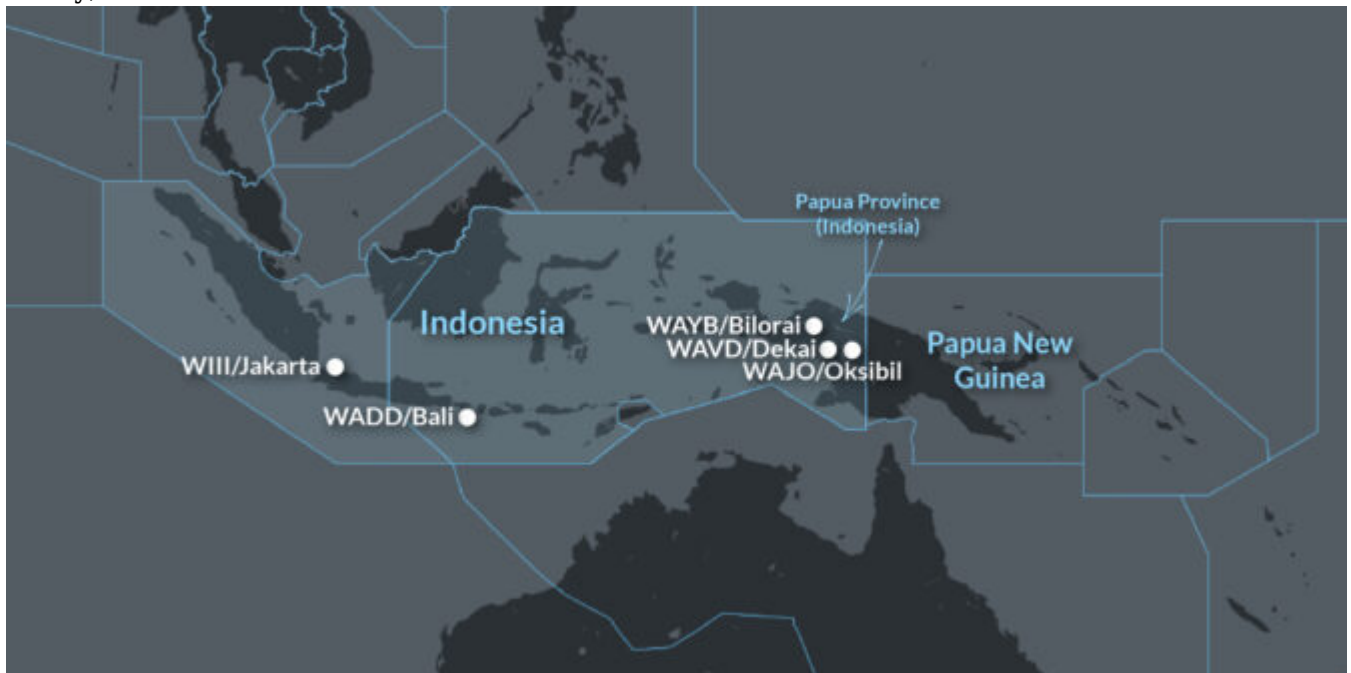 Papua Province
(Indonesia)
Indonesia
WAYB/Bilorai
WAVD/Dekai
WAJO/Oksibil
Papua New
Guinea
WIII/Jakarta
WADD/Bali